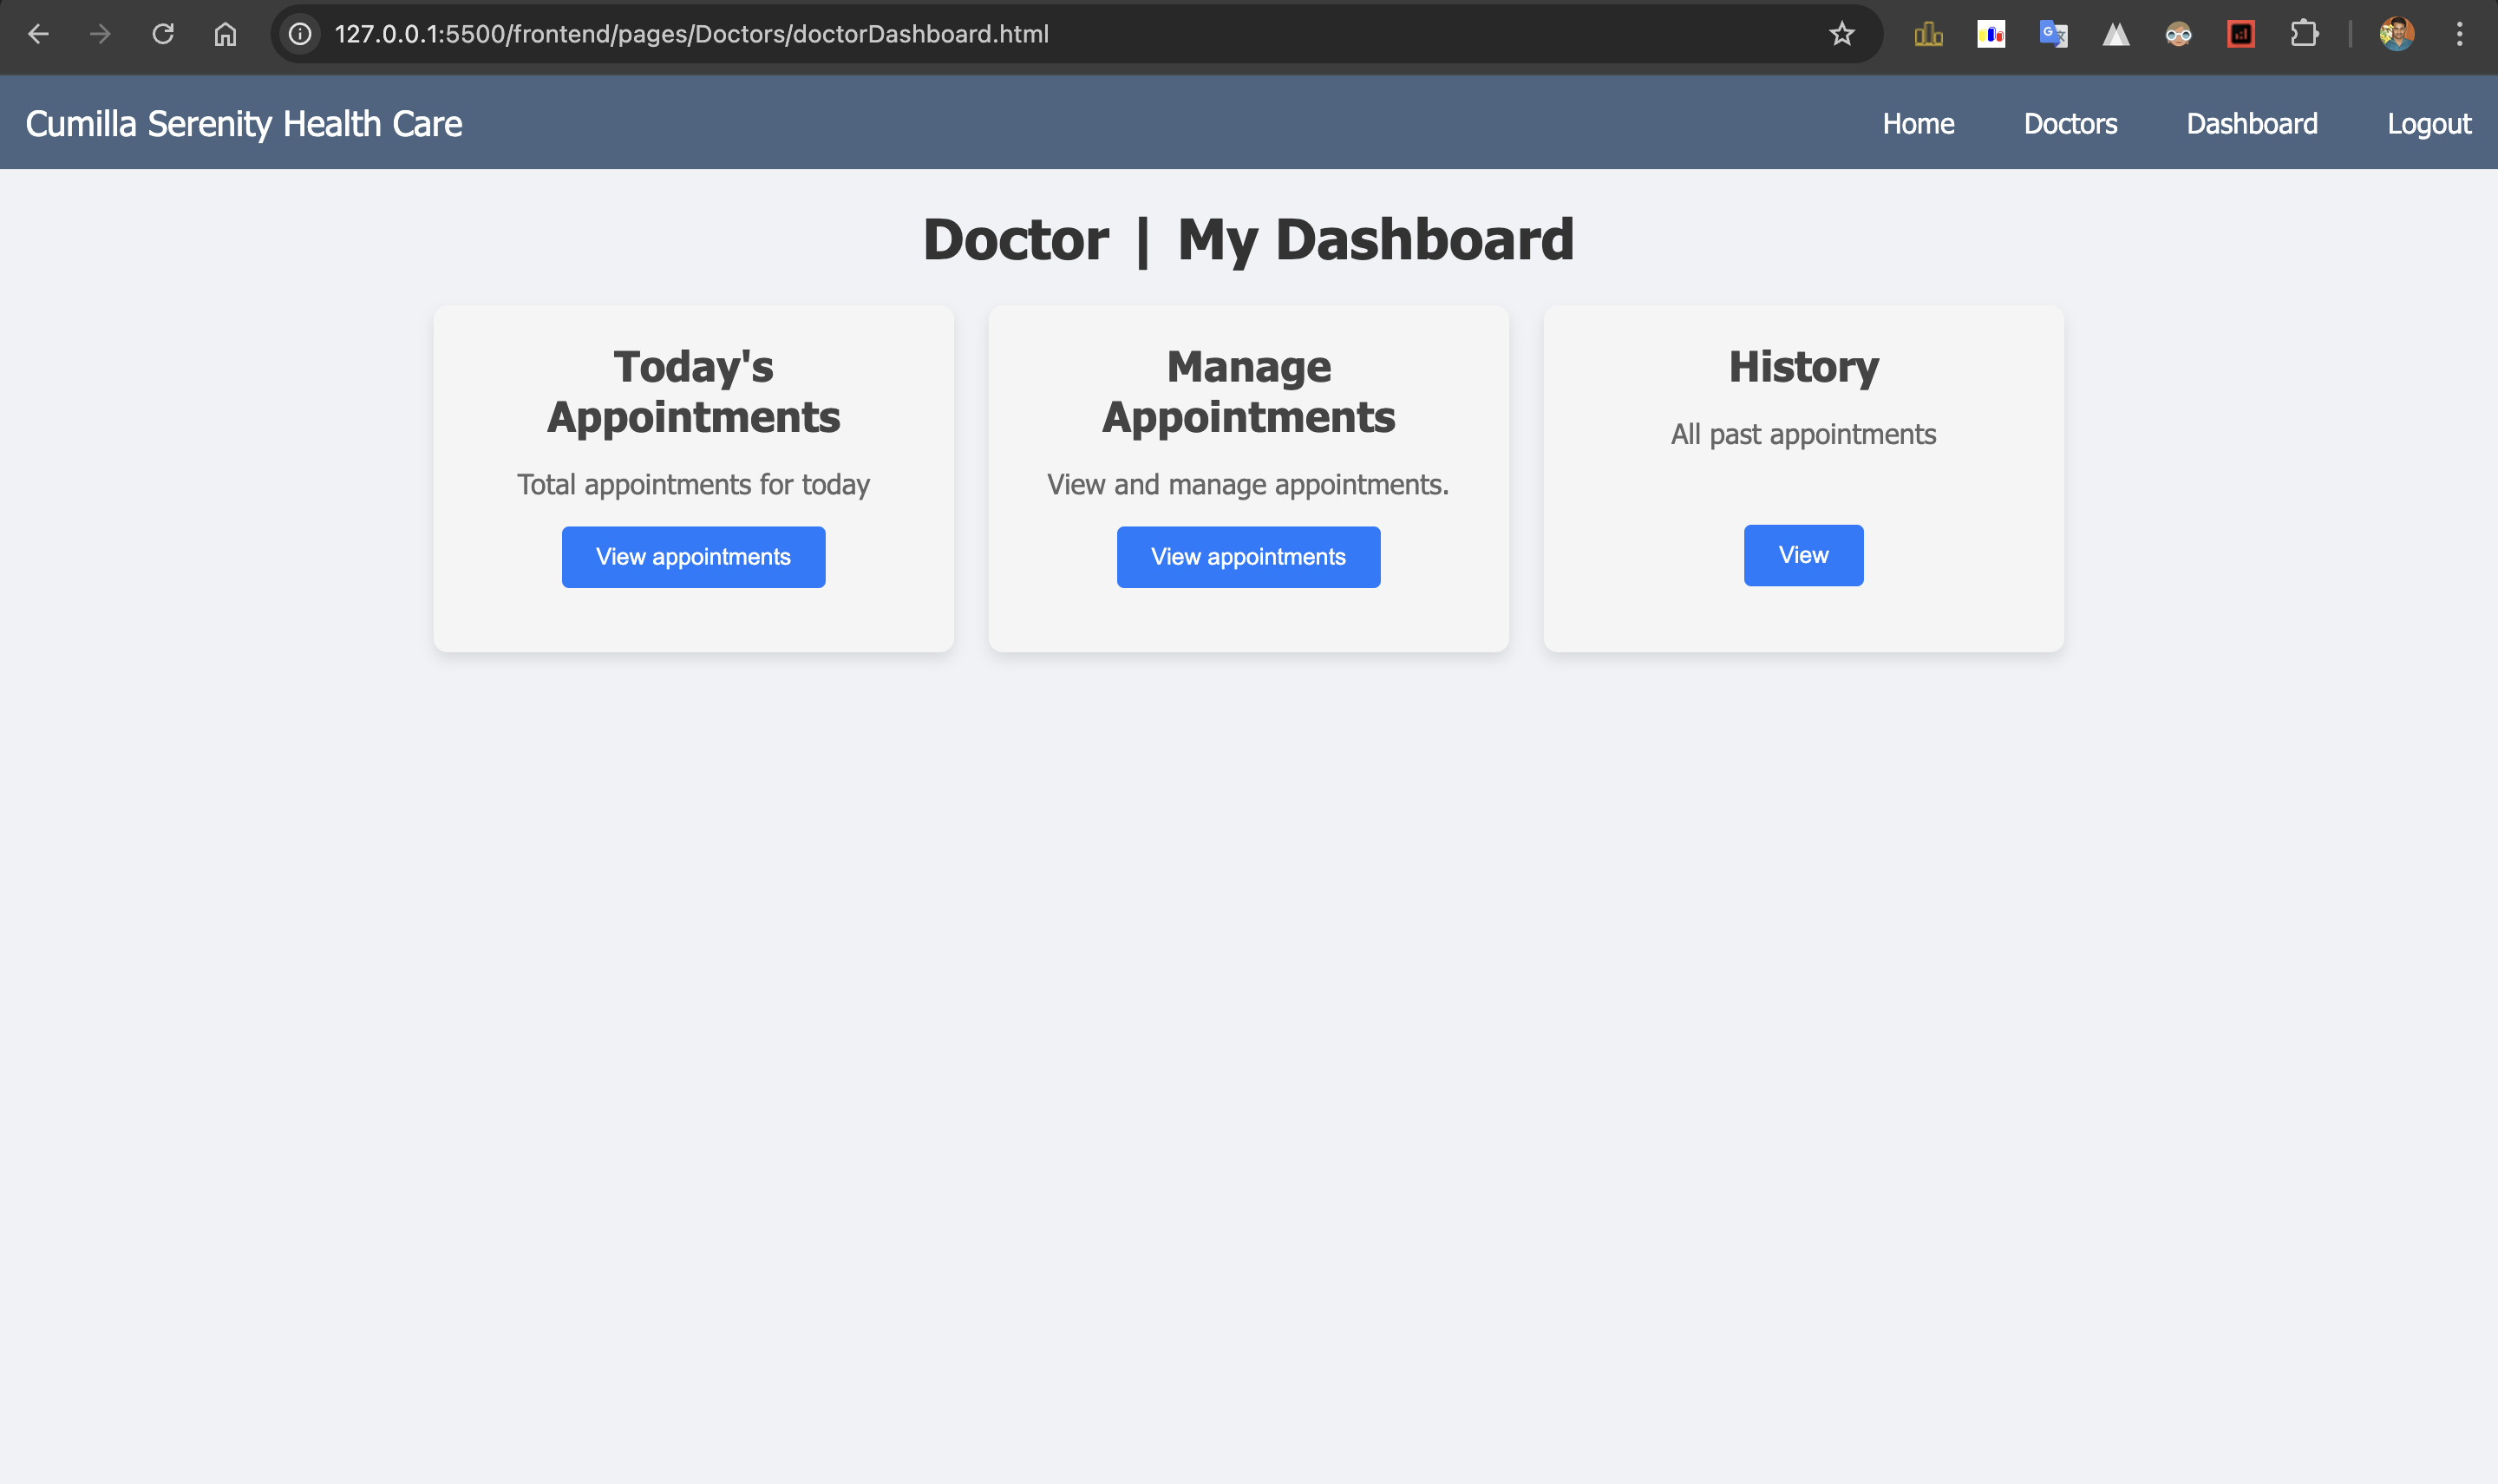 127.0.0.1:5500/frontend/pages/Doctors/doctorDashboard.html
Cumilla Serenity Health Care
Home Doctors Dashboard Logout
Doctor | My Dashboard
Today's
Appointments
Total appointments for today
View appointments
Manage
Appointments
View and manage appointments.
View appointments
History
All past appointments
View